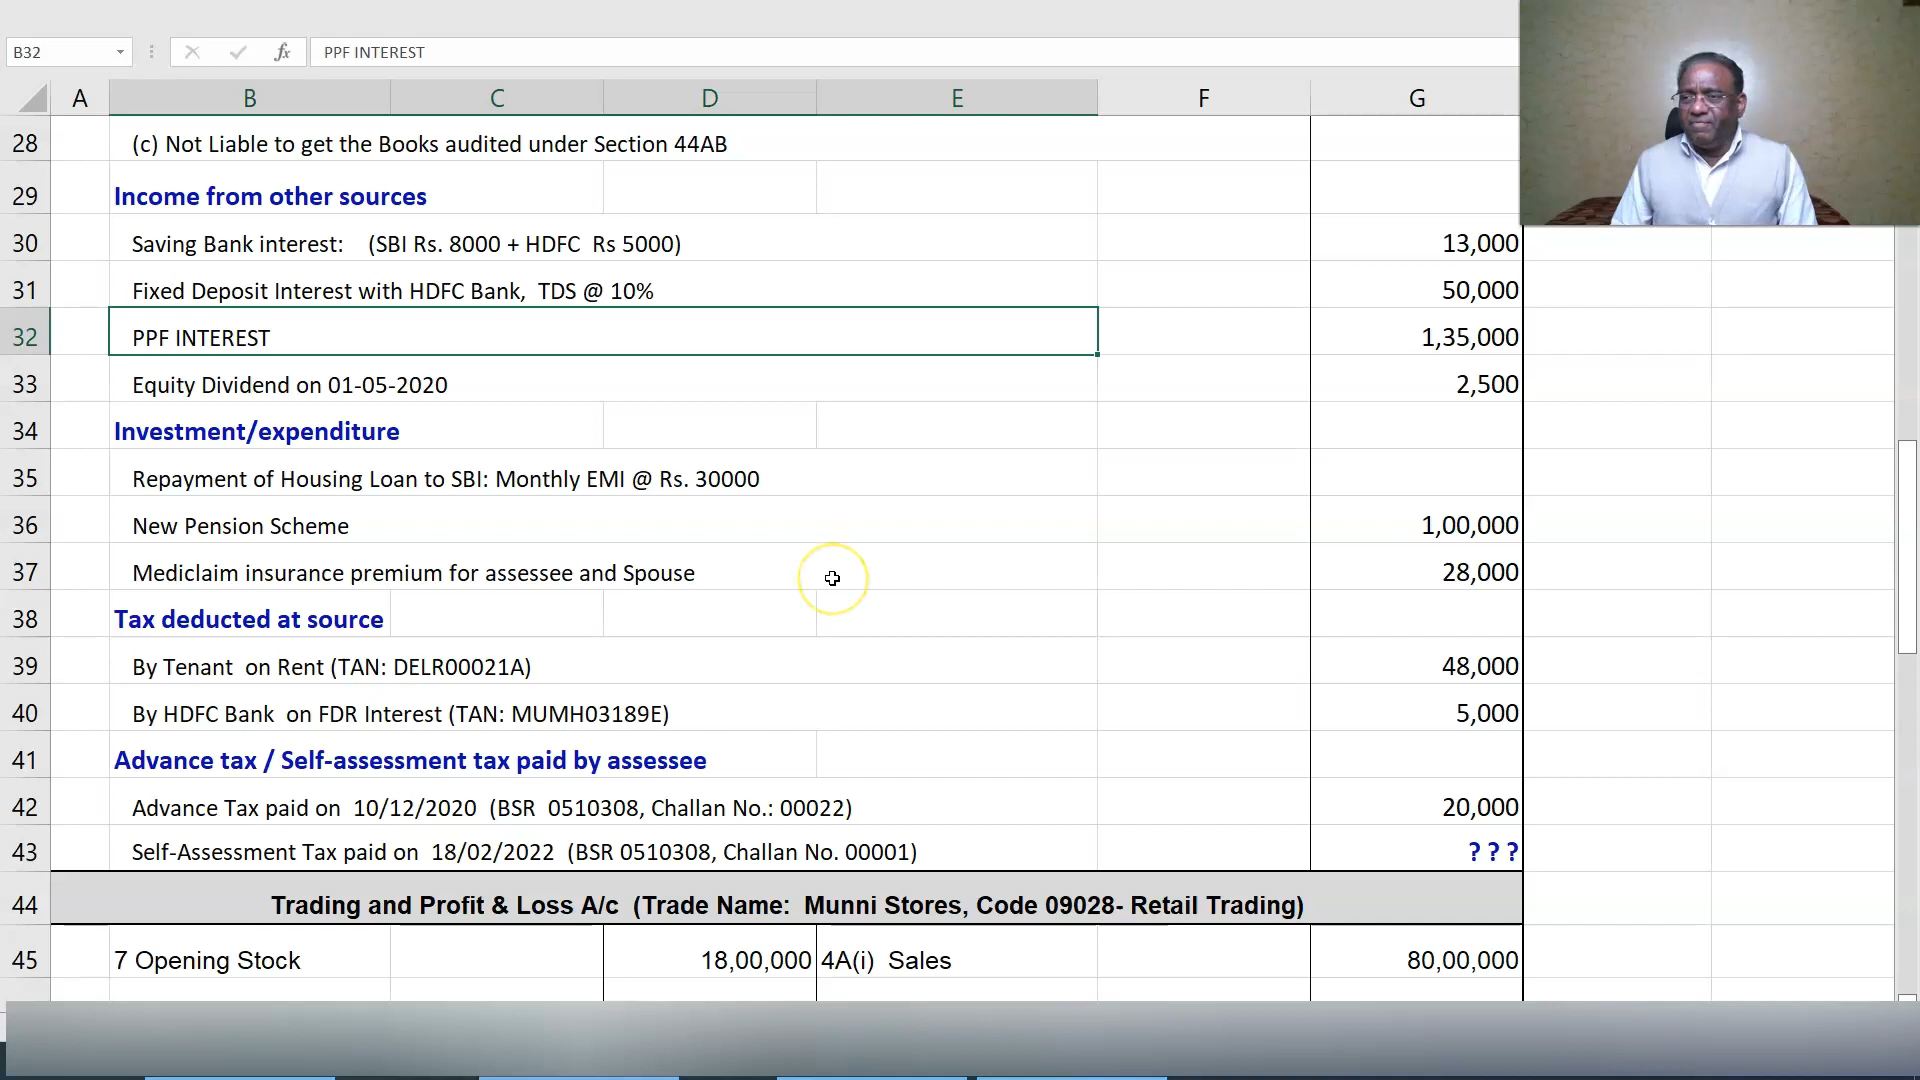 B32 fx PPF INTEREST
A B C D E F G
28 (c) Not Liable to get the Books audited under Section 44AB
29 Income from other sources
30 Saving Bank interest: (SBI Rs. 8000 + HDFC Rs 5000) 13,000
31 Fixed Deposit Interest with HDFC Bank, TDS @ 10% 50,000
32 PPF INTEREST 1,35,000
33 Equity Dividend on 01-05-2020 2,500
34 Investment/expenditure
35 Repayment of Housing Loan to SBI: Monthly EMI @ Rs. 30000
36 New Pension Scheme 1,00,000
37 Mediclaim insurance premium for assessee and Spouse 28,000
38 Tax deducted at source
39 By Tenant on Rent (TAN: DELR00021A) 48,000
40 By HDFC Bank on FDR Interest (TAN: MUMH03189E) 5,000
41 Advance tax / Self-assessment tax paid by assessee
42 Advance Tax paid on 10/12/2020 (BSR 0510308, Challan No.: 00022) 20,000
43 Self-Assessment Tax paid on 18/02/2022 (BSR 0510308, Challan No. 00001) ? ? ?
44 Trading and Profit & Loss A/c (Trade Name: Munni Stores, Code 09028- Retail Trading)
45 7 Opening Stock 18,00,000 4A(i) Sales 80,00,000